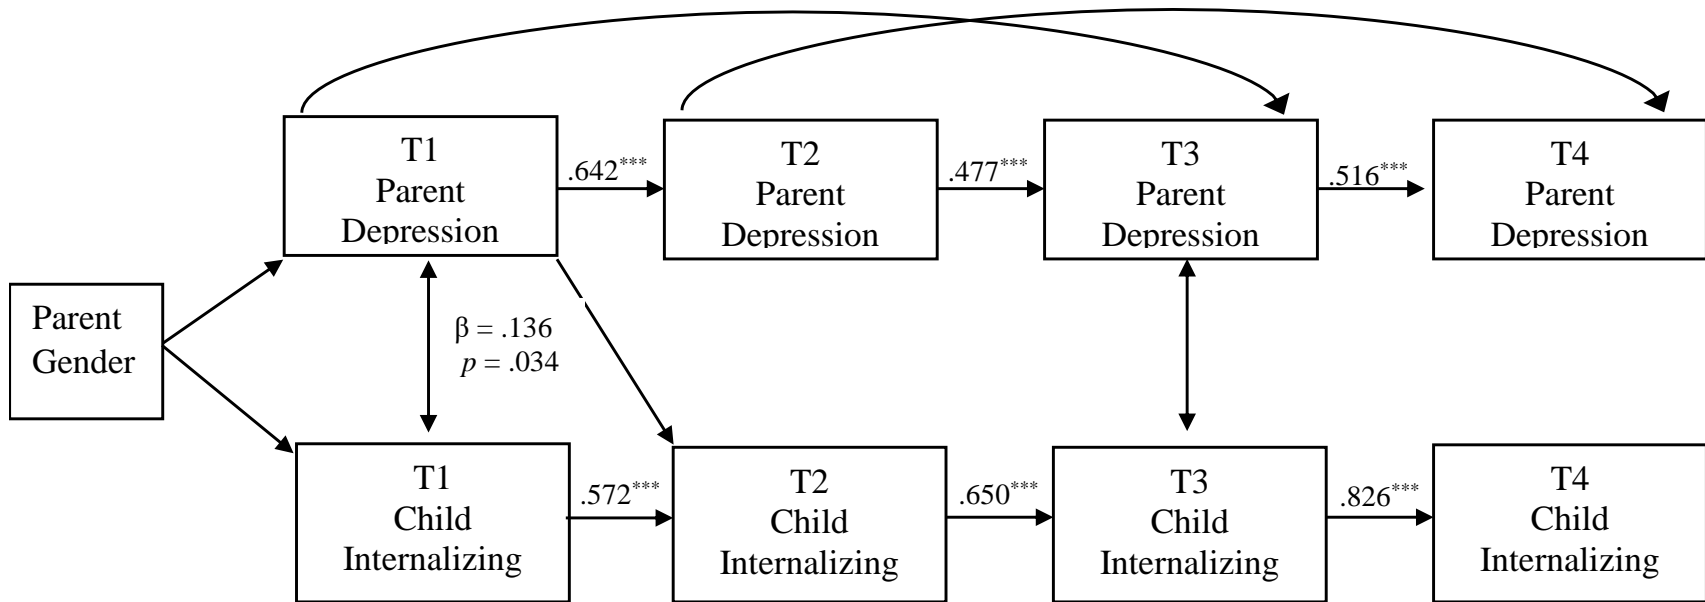 T1
Parent
Depression
.642***
T2
Parent
Depression
.477***
T3
Parent
Depression
.516***
T4
Parent
Depression
Parent
Gender
β = .136
p = .034
T1
Child
Internalizing
.572***
T2
Child
Internalizing
.650***
T3
Child
Internalizing
.826***
T4
Child
Internalizing